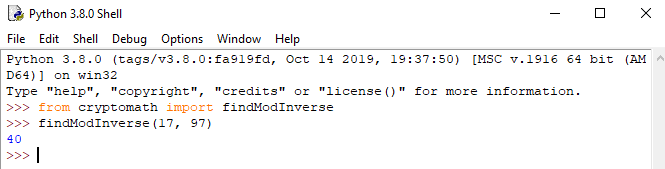 Python 3.8.0 Shell
File Edit Shell Debug Options Window Help
Python 3.8.0 (tags/v3.8.0:fa919fd, Oct 14 2019, 19:37:50) [MSC v.1916 64 bit (AM
D64)] on win32
Type "help", "copyright", "credits" or "license()" for more information.
>>> from cryptomath import findModInverse
>>> findModInverse(17, 97)
40
>>>